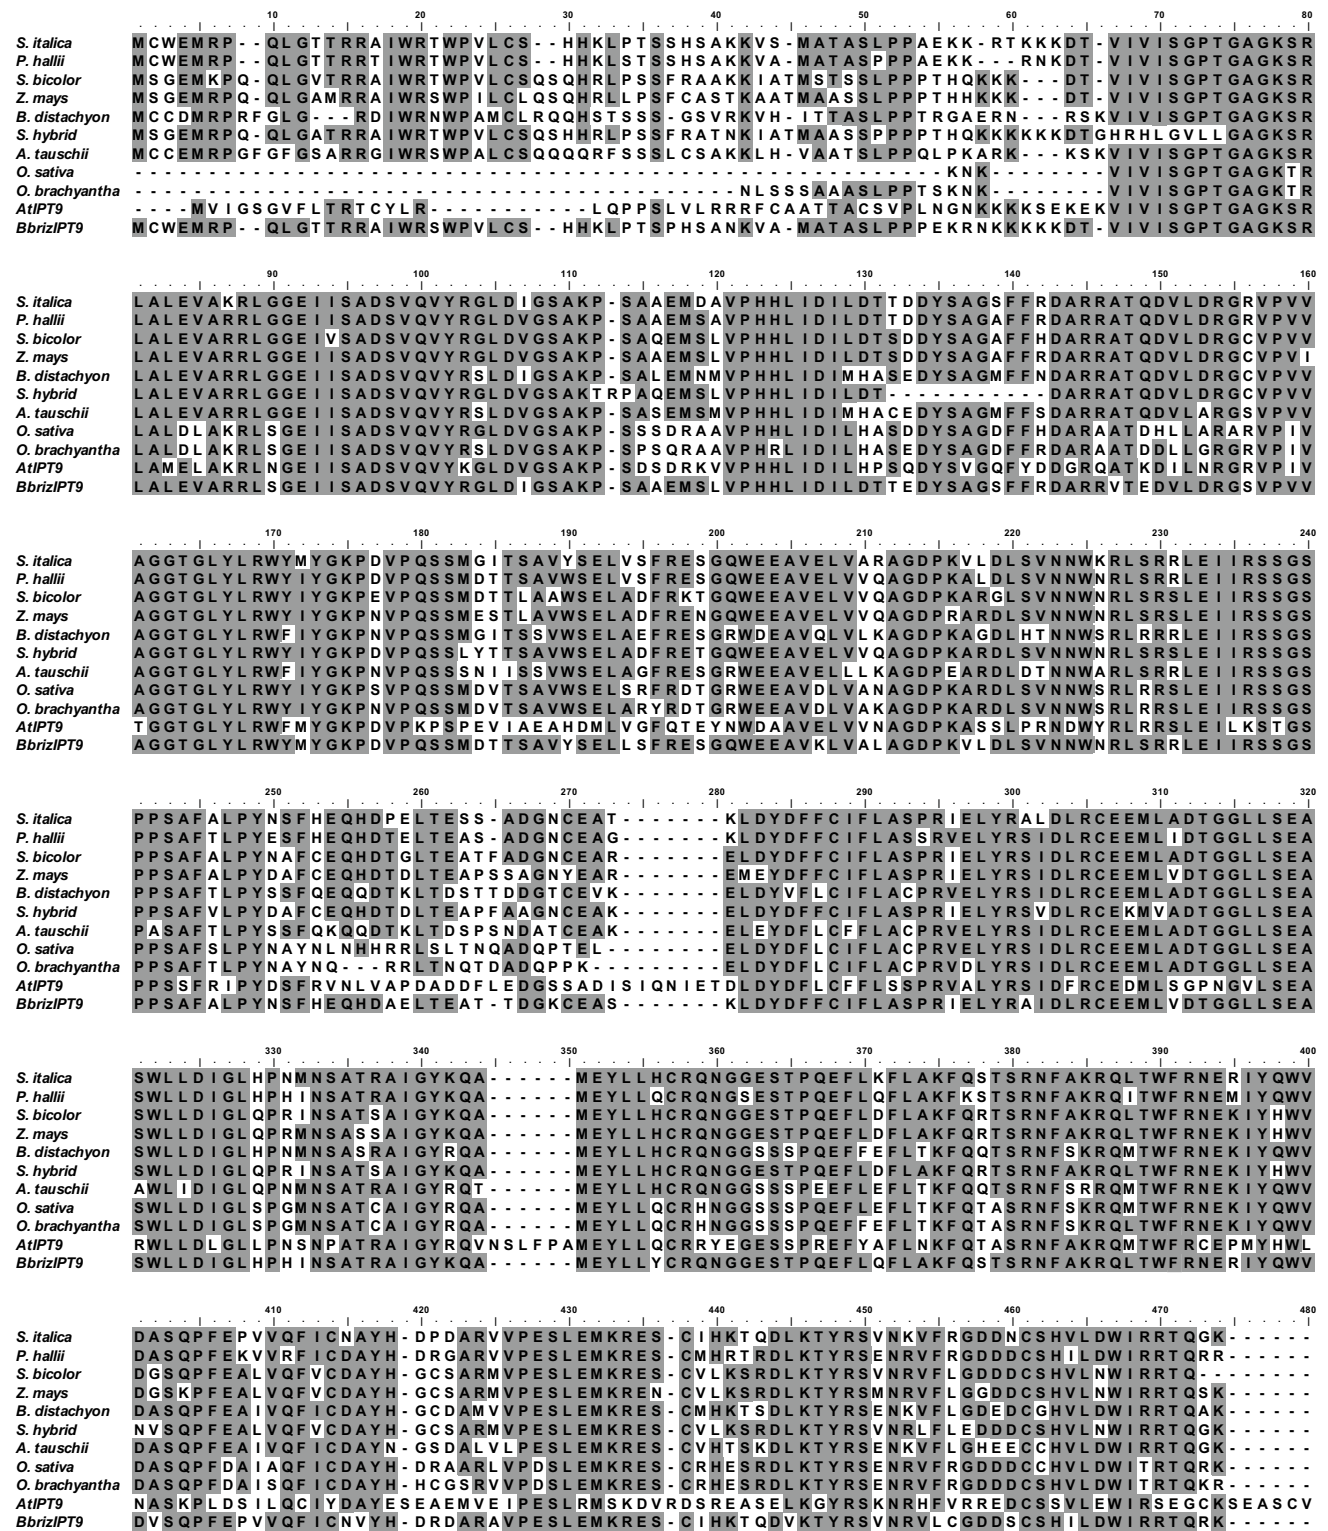 10 20 30 40 50 60 70 80
S. italica MCWEMRP--QLGTTRRAIWRTWPVLCS--HHKLPTSSHSAKKVS-MATASLPPAEKK-RTKKKDT-VIVISGPTGAGKSR
P. hallii MCWEMRP--QLGTTRRTIWRSWPVLCS--HHKLSTSSHSAKKVA-MATASPPPAEKK---RNKDT-VIVISGPTGAGKSR
S. bicolor MSGEMKPQ-QLGVTRRAIWRTWPVLCSQSQHRLPSSFRAAKKIATMSTSSLPPPTHQKKK---DT-VIVISGPTGAGKSR
Z. mays MSGEMRPQ-QLGAMRRAIWRSWPILCLQSQHRLLPSFCASTKAATMAASSLPPPTHHKKK---DT-VIVISGPTGAGKSR
B. distachyon MCCDMRPRFGLG---RDIWRNWPAMCLRQQHSTSSS-GSVRKVH-ITTASLPPTRGAERN---RSKVIVISGPTGAGKSR
S. hybrid MSGEMRPQ-QLGATRRAIWRTWPVLCSQSHHRLPSSFRATNKIATMAASSPPPPTHQKKKKKKDTGHRHLGVLLGAGKSR
A. tauschii MCCEMRPGFGFGSARRGIWRSWPALCSQQQQRFSSSLCSAKKLH-VAATSLPPQLPKARK---KSKVIVISGPTGAGKSR
O. sativa -------------------------------------------------------KNK--------VIVISGPTGAGKTR
O. brachyantha -----------------------------------------NLSSSAAASLPPTSKNK--------VIVISGPTGAGKTR
AtIPT9 ----MVIGSGVFLTRTCYLR-----------LQPPSLVLRRRFCAATTACSVPLNGNKKKKSEKEKVIVISGPTGAGKSR
BbrizIPT9 MCWEMRP--QLGTTRRAIWRSWPVLCS--HHKLPTSPHSANKVA-MATASLPPPEKRNKKKKKDT-VIVISGPTGAGKSR
90 100 110 120 130 140 150 160
S. italica LALEVAKRLGGEIISADSVQVYRGLDIGSAKP-SAAEMDAVPHHLIDILDTTDDYSAGSFFRDARRATQDVLDRGRVPVV
P. hallii LALEVARRLGGEIISADSVQVYRGLDVGSAKP-SAAEMSAVPHHLIDILDTTDDYSAGAFFRDARRATQDVLDRGRVPVV
S. bicolor LALEVARRLGGEIVSADSVQVYRGLDVGSAKP-SAQEMSLVPHHLIDILDTSDDYSAGAFFHDARRATQDVLDRGCVPVV
Z. mays LALEVARRLGGEIISADSVQVYRGLDVGSAKP-SAAEMSLVPHHLIDILDTSDDYSAGAFFRDARRATQDVLDRGCVPVI
B. distachyon LALEVARRLGGEIISADSVQVYRSLDIGSAKP-SALEMNMVPHHLIDIMHASEDYSAGMFFNDARRATQDVLDRGCVPVV
S. hybrid LALEVARRLGGEIISADSVQVYRGLDVGSAKTRPAQEMSLVPHHLIDILDT-----------DARRATQDVLDRGCVPVV
A. tauschii LALEVARRLGGEIISADSVQVYRSLDVGSAKP-SASEMSMVPHHLIDIMHACEDYSAGMFFSDARRATQDVLARGSVPVV
O. sativa LALDLAKRLSGEIISADSVQVYRGLDVGSAKP-SSSDRAAVPHHLIDILHASDDYSAGDFFHDARAATDHLLARARVPIV
O. brachyantha LALDLAKRLSGEIISADSVQVYRSLDVGSAKP-SPSQRAAVPHRLIDILHASEDYSAGDFFRDARAATDDLLGRGRVPIV
AtIPT9 LAMELAKRLNGEIISADSVQVYKGLDVGSAKP-SDSDRKVVPHHLIDILHPSQDYSVGQFYDDGRQATKDILNRGRVPIV
BbrizIPT9 LALEVARRLSGEIISADSVQVYRGLDIGSAKP-SAAEMSLVPHHLIDILDTTEDYSAGSFFRDARRVTEDVLDRGSVPVV
170 180 190 200 210 220 230 240
S. italica AGGTGLYLRWYMYGKPDVPQSSMGITSAVYSELVSFRESGQWEEAVELVARAGDPKVLDLSVNNWKRLSRRLEIIRSSGS
P. hallii AGGTGLYLRWYIYGKPDVPQSSMDTTSAVWSELVSFRESGQWEEAVELVVQAGDPKALDLSVNNWNRLSRRLEIIRSSGS
S. bicolor AGGTGLYLRWYIYGKPEVPQSSMDTTLAAWSELADFRKTGQWEEAVELVVQAGDPKARGLSVNNWNRLSRSLEIIRSSGS
Z. mays AGGTGLYLRWYIYGKPNVPQSSMESTLAVWSELADFRENGQWEEAVELVVQAGDPRARDLSVNNWNRLSRSLEIIRSSGS
B. distachyon AGGTGLYLRWFIYGKPNVPQSSMGITSSVWSELAEFRESGRWDEAVQLVLKAGDPKAGDLHTNNWSRLRRRLEIIRSSGS
S. hybrid AGGTGLYLRWYIYGKPDVPQSSLYTTSAVWSELADFRETGQWEEAVELVVQAGDPKARDLSVNNWNRLSRSLEIIRSSGS
A. tauschii AGGTGLYLRWFIYGKPNVPQSSSNIISSVWSELAGFRESGRWEEAVELLLKAGDPEARDLDTNNWARLSRSLEIIRSSGS
O. sativa AGGTGLYLRWYIYGKPSVPQSSMDVTSAVWSELSRFRDTGRWEEAVDLVANAGDPKARDLSVNNWSRLRRSLEIIRSSGS
O. brachyantha AGGTGLYLRWYIYGKPNVPQSSMDVTSAVWSELARYRDTGRWEEAVDLVAKAGDPKARDLSVNNWSRLRRSLEIIRSSGS
AtIPT9 TGGTGLYLRWFMYGKPDVPKPSPEVIAEAHDMLVGFQTEYNWDAAVELVVNAGDPKASSLPRNDWYRLRRSLEILKSTGS
BbrizIPT9 AGGTGLYLRWYMYGKPDVPQSSMDTTSAVYSELLSFRESGQWEEAVKLVALAGDPKVLDLSVNNWNRLSRRLEIIRSSGS
250 260 270 280 290 300 310 320
S. italica PPSAFALPYNSFHEQHDPELTESS-ADGNCEAT-------KLDYDFFCIFLASPRIELYRALDLRCEEMLADTGGLLSEA
P. hallii PPSAFTLPYESFHEQHDTELTEAS-ADGNCEAG-------KLDYDFFCIFLASSRVELYRSIDLRCEEMLIDTGGLLSEA
S. bicolor PPSAFALPYNAFCEQHDTGLTEATFADGNCEAR-------ELDYDFFCIFLASPRIELYRSIDLRCEEMLADTGGLLSEA
Z. mays PPSAFALPYDAFCEQHDTDLTEAPSSAGNYEAR-------EMEYDFFCIFLASPRIELYRSIDLRCEEMLVDTGGLLSEA
B. distachyon PPSAFTLPYSSFQEQQDTKLTDSTTDDGTCEVK-------ELDYVFLCIFLACPRVELYRSIDLRCEEMLADTGGLLSEA
S. hybrid PPSAFVLPYDAFCEQHDTDLTEAPFAAGNCEAK-------ELDYDFFCIFLASPRIELYRSVDLRCEKMVADTGGLLSEA
A. tauschii PASAFTLPYSSFQKQQDTKLTDSPSNDATCEAK-------ELEYDFLCFFLACPRVELYRSIDLRCEEMLADTGGLLSEA
O. sativa PPSAFSLPYNAYNLNHHRRLSLTNQADQPTEL--------ELDYDFLCIFLACPRVELYRSIDLRCEEMLADTGGLLSEA
O. brachyantha PPSAFTLPYNAYNQ---RRLTNQTDADQPPK---------ELDYDFLCIFLACPRVDLYRSIDLRCEEMLADTGGLLSEA
AtIPT9 PPSSFRIPYDSFRVNLVAPDADDFLEDGSSADISIQNIETDLDYDFLCFFLSSPRVALYRSIDFRCEDMLSGPNGVLSEA
BbrizIPT9 PPSAFALPYNSFHEQHDAELTEAT-TDGKCEAS-------KLDYDFFCIFLASPRIELYRAIDLRCEEMLVDTGGLLSEA
330 340 350 360 370 380 390 400
S. italica SWLLDIGLHPNMNSATRAIGYKQA------MEYLLHCRQNGGESTPQEFLKFLAKFQSTSRNFAKRQLTWFRNERIYQWV
P. hallii SWLLDIGLHPHINSATRAIGYKQA------MEYLLQCRQNGSESTPQEFLQFLAKFKSTSRNFAKRQITWFRNEMIYQWV
S. bicolor SWLLDIGLQPRINSATSAIGYKQA------MEYLLHCRQNGGESTPQEFLDFLAKFQRTSRNFAKRQLTWFRNEKIYHWV
Z. mays SWLLDIGLQPRMNSASSAIGYKQA------MEYLLHCRQNGGESTPQEFLDFLAKFQRTSRNFAKRQLTWFRNEKIYHWV
B. distachyon SWLLDIGLHPNMNSASRAIGYRQA------MEYLLHCRQNGGSSSPQEFFEFLTKFQQTSRNFSKRQMTWFRNEKIYQWV
S. hybrid SWLLDIGLQPRINSATSAIGYKQA------MEYLLHCRQNGGESTPQEFLDFLAKFQRTSRNFAKRQLTWFRNEKIYHWV
A. tauschii AWLIDIGLQPNMNSATRAIGYRQT------MEYLLHCRQNGGSSSPEEFLEFLTKFQQTSRNFSRRQMTWFRNEKIYQWV
O. sativa SWLLDIGLSPGMNSATCAIGYRQA------MEYLLQCRHNGGSSSPQEFLEFLTKFQTASRNFSKRQMTWFRNEKIYQWV
O. brachyantha SWLLDIGLSPGMNSATCAIGYRQA------MEYLLQCRHNGGSSSPQEFFEFLTKFQTASRNFSKRQLTWFRNEKIYQWV
AtIPT9 RWLLDLGLLPNSNPATRAIGYRQVNSLFPAMEYLLQCRRYEGESSPREFYAFLNKFQTASRNFAKRQMTWFRCEPMYHWL
BbrizIPT9 SWLLDIGLHPHINSATRAIGYKQA------MEYLLYCRQNGGESTPQEFLQFLAKFQSTSRNFAKRQLTWFRNERIYQWV
410 420 430 440 450 460 470 480
S. italica DASQPFEPVVQFICNAYH-DPDARVVPESLEMKRES-CIHKTQDLKTYRSVNKVFRGDDNCSHVLDWIRRTQGK------
P. hallii DASQPFEKVVRFICDAYH-DRGARVVPESLEMKRES-CMHRTRDLKTYRSENRVFRGDDDCSHILDWIRRTQRR------
S. bicolor DGSQPFEALVQFVCDAYH-GCSARMVPESLEMKRES-CVLKSRDLKTYRSENRVFLGDDDCSHVLNWIRRTQ-S------
Z. mays DGSKPFEALVQFVCDAYH-GCSARMVPESLEMKREN-CVLKSRDLKTYRSMNRVFLGGDDCSHVLNWIRRTQSK------
B. distachyon DASQPFEAIVQFICDAYH-GCDAMVVPESLEMKRES-CMHKTSDLKTYRSENKVFLGDEDCGHVLDWIRRTQAK------
S. hybrid NVSQPFEALVQFVCDAYH-GCSARMVPESLEMKRES-CVLKSRDLKTYRSVNRLFLEDDDCSHVLNWIRRTQGK------
A. tauschii DASQPFEAIVQFICDAYN-GSDALVLPESLEMKRES-CVHTSKDLKTYRSENKVFLGHEECCHVLDWIRRTQGK------
O. sativa DASQPFDAIAQFICDAYH-DRAARLVPDSLEMKRES-CRHESRDLKTYRSENRVFRGDDDCCHVLDWITRTQRK------
O. brachyantha DASQPFDAISQFICDAYH-HCGSRVVPDSLEMKRES-CRHESRDLKTYRSENRVFRGDDDCSHVLDWITRTQKR------
AtIPT9 NASKPLDSILQCIYDAYESEAEMVEIPESLRMSKDVRDSREASELKGYRSKNRHFVRREDCSSVLEWIRSEGCKSEASCV
BbrizIPT9 DVSQPFEPVVQFICNVYH-DRDARAVPESLEMKRES-CIHKTQDVKTYRSENRVLCGDDSCSHILDWIRRTQRK------